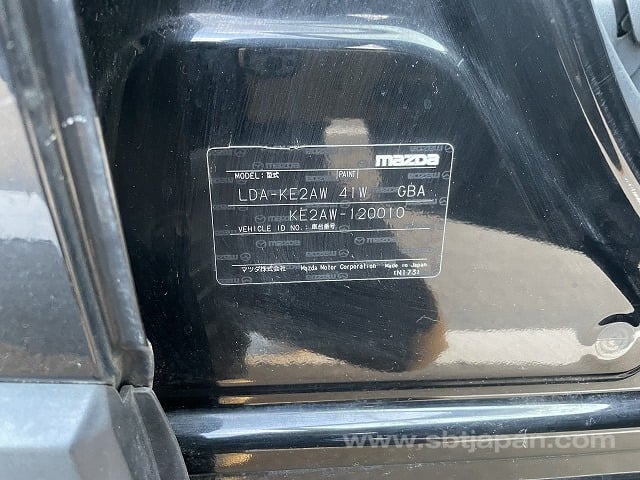 mazda
MODEL: 型式 PAINT
LDA-KE2AW 41W GBA
KE2AW-120010
VEHICLE ID NO.: 車台番号
マツダ株式会社 Mazda Motor Corporation Made in Japan
(N173)
www.sbtjapan.com